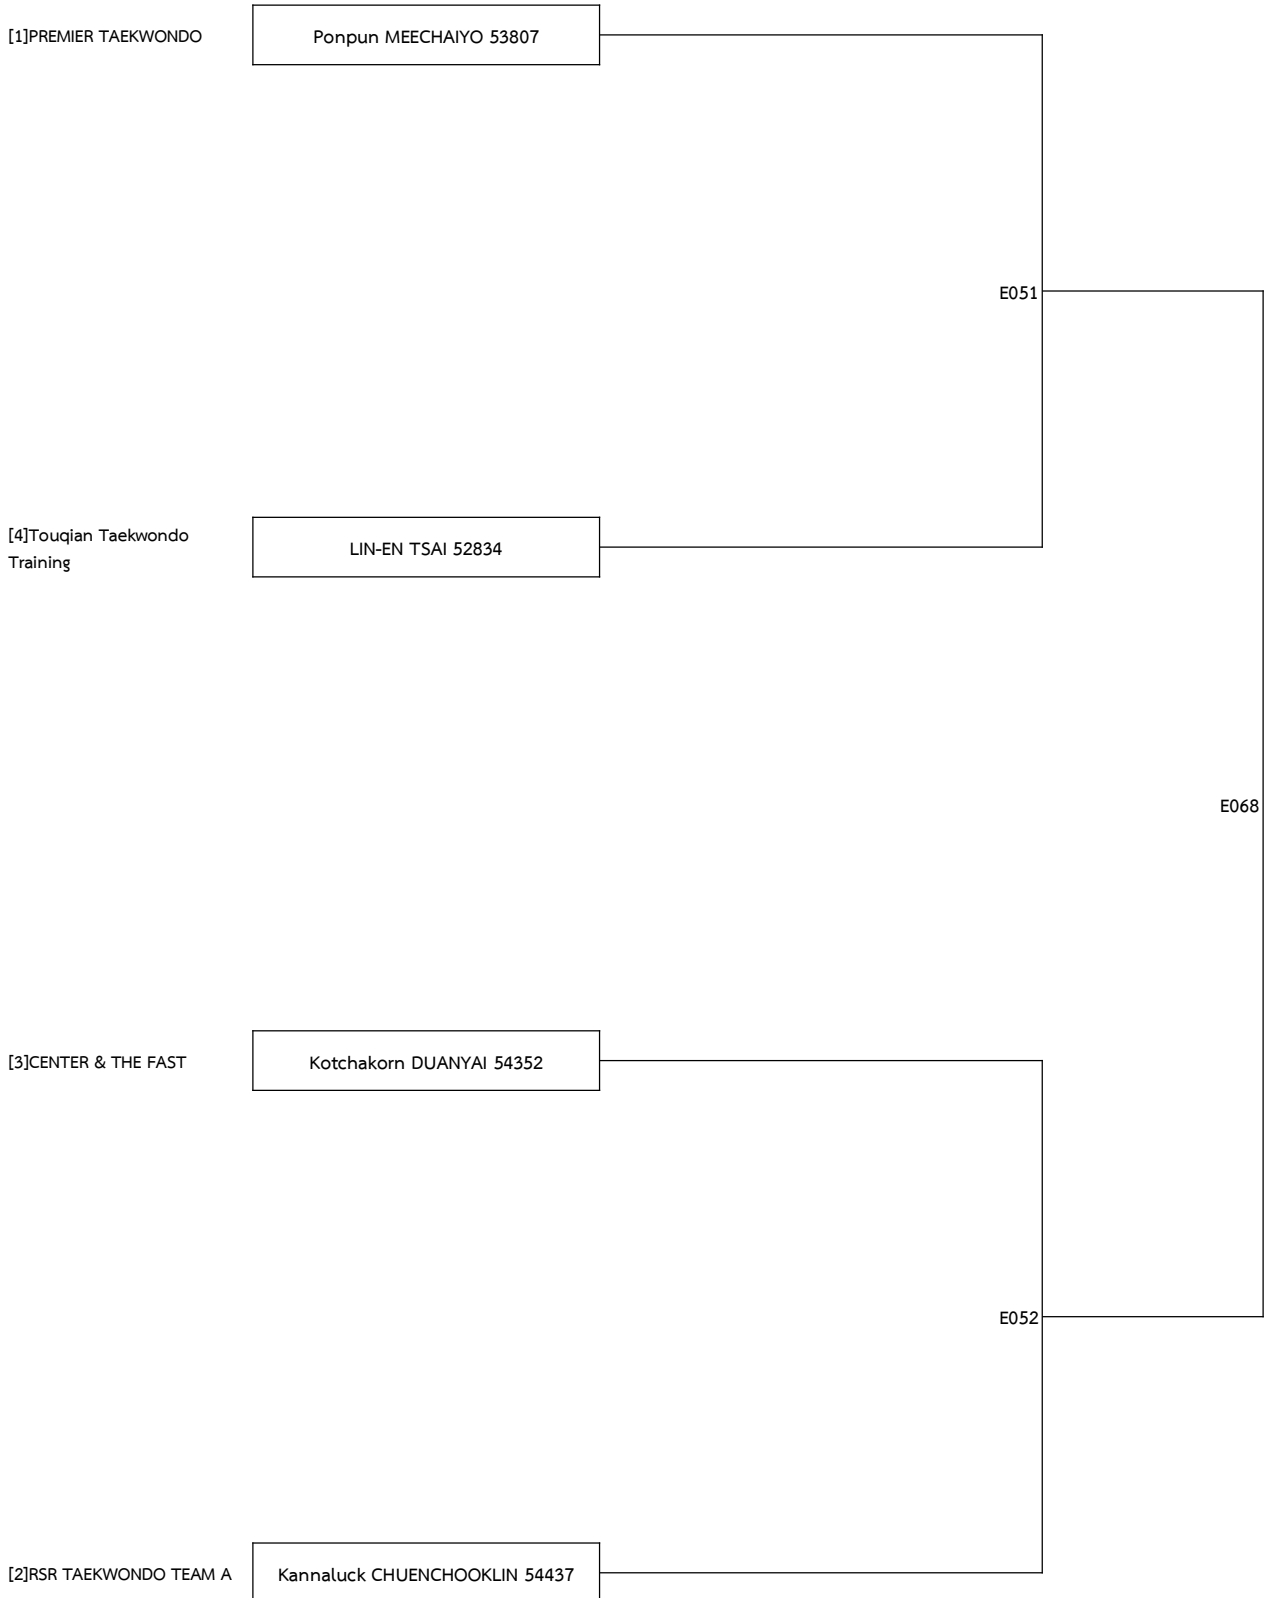 [1]PREMIER TAEKWONDO
Ponpun MEECHAIYO 53807
E051
[4]Touqian Taekwondo
Training
LIN-EN TSAI 52834
E068
[3]CENTER & THE FAST
Kotchakorn DUANYAI 54352
E052
[2]RSR TAEKWONDO TEAM A
Kannaluck CHUENCHOOKLIN 54437